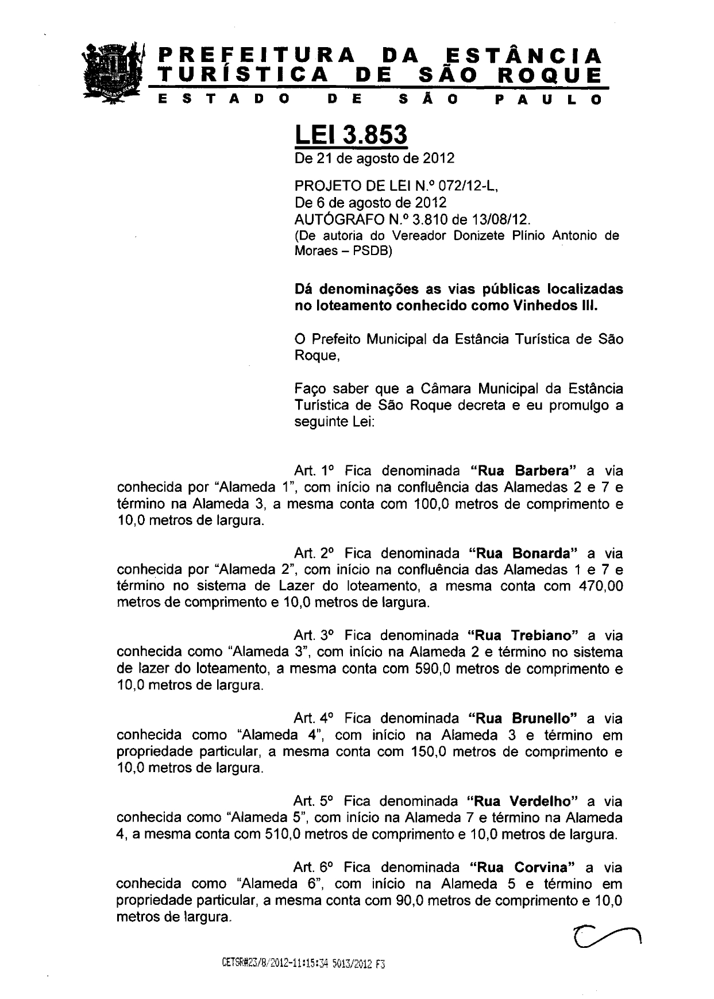 PREFEITURA DA ESTÂNCIA
TURÍSTICA DE SÃO ROQUE
ESTADO DE SÃO PAULO
LEI 3.853
De 21 de agosto de 2012
PROJETO DE LEI N.º 072/12-L,
De 6 de agosto de 2012
AUTÓGRAFO N.º 3.810 de 13/08/12.
(De autoria do Vereador Donizete Plínio Antonio de
Moraes – PSDB)
Dá denominações as vias públicas localizadas
no loteamento conhecido como Vinhedos III.
O Prefeito Municipal da Estância Turística de São
Roque,
Faço saber que a Câmara Municipal da Estância
Turística de São Roque decreta e eu promulgo a
seguinte Lei:
Art. 1º Fica denominada “Rua Barbera” a via
conhecida por “Alameda 1”, com início na confluência das Alamedas 2 e 7 e
término na Alameda 3, a mesma conta com 100,0 metros de comprimento e
10,0 metros de largura.
Art. 2º Fica denominada “Rua Bonarda” a via
conhecida por “Alameda 2”, com início na confluência das Alamedas 1 e 7 e
término no sistema de Lazer do loteamento, a mesma conta com 470,00
metros de comprimento e 10,0 metros de largura.
Art. 3º Fica denominada “Rua Trebiano” a via
conhecida como “Alameda 3”, com início na Alameda 2 e término no sistema
de lazer do loteamento, a mesma conta com 590,0 metros de comprimento e
10,0 metros de largura.
Art. 4º Fica denominada “Rua Brunello” a via
conhecida como “Alameda 4”, com início na Alameda 3 e término em
propriedade particular, a mesma conta com 150,0 metros de comprimento e
10,0 metros de largura.
Art. 5º Fica denominada “Rua Verdelho” a via
conhecida como “Alameda 5”, com início na Alameda 7 e término na Alameda
4, a mesma conta com 510,0 metros de comprimento e 10,0 metros de largura.
Art. 6º Fica denominada “Rua Corvina” a via
conhecida como “Alameda 6”, com início na Alameda 5 e término em
propriedade particular, a mesma conta com 90,0 metros de comprimento e 10,0
metros de largura.
CETSR#23/8/2012-11:15:34 5013/2012 F3